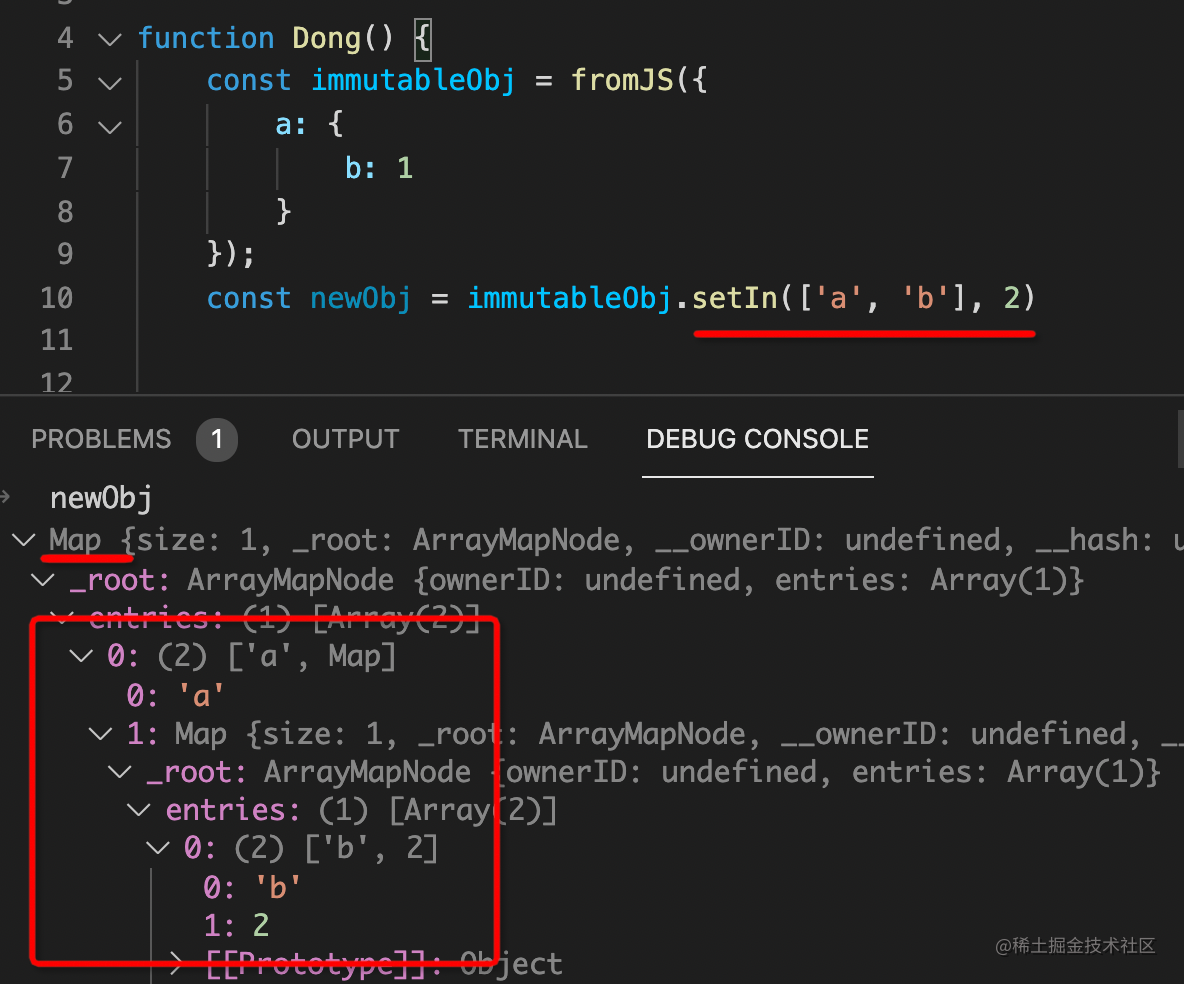 4 function Dong() {
5 const immutableObj = fromJS({
6 a: {
7 b: 1
8 }
9 });
10 const newObj = immutableObj.setIn(['a', 'b'], 2)
11
12
PROBLEMS 1 OUTPUT TERMINAL DEBUG CONSOLE
newObj
Map {size: 1, _root: ArrayMapNode, __ownerID: undefined, __hash: u
_root: ArrayMapNode {ownerID: undefined, entries: Array(1)}
entries: (1) [Array(2)]
0: (2) ['a', Map]
0: 'a'
1: Map {size: 1, _root: ArrayMapNode, __ownerID: undefined, __
_root: ArrayMapNode {ownerID: undefined, entries: Array(1)}
entries: (1) [Array(2)]
0: (2) ['b', 2]
0: 'b'
1: 2
[[Prototype]]: Object
@稀土掘金技术社区